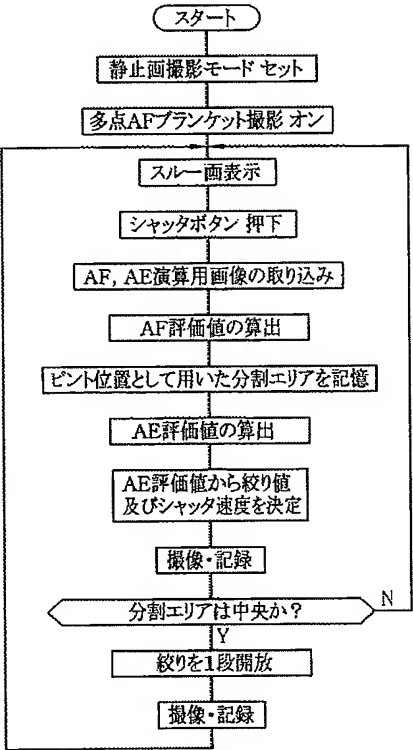 スタート
静止画撮影モード セット
多点AFブランケット撮影 オン
スルー画表示
シャッタボタン 押下
AF, AE演算用画像の取り込み
AF評価値の算出
ピント位置として用いた分割エリアを記憶
AE評価値の算出
AE評価値から絞り値
及びシャッタ速度を決定
撮像・記録
分割エリアは中央か？
N
Y
絞りを1段開放
撮像・記録